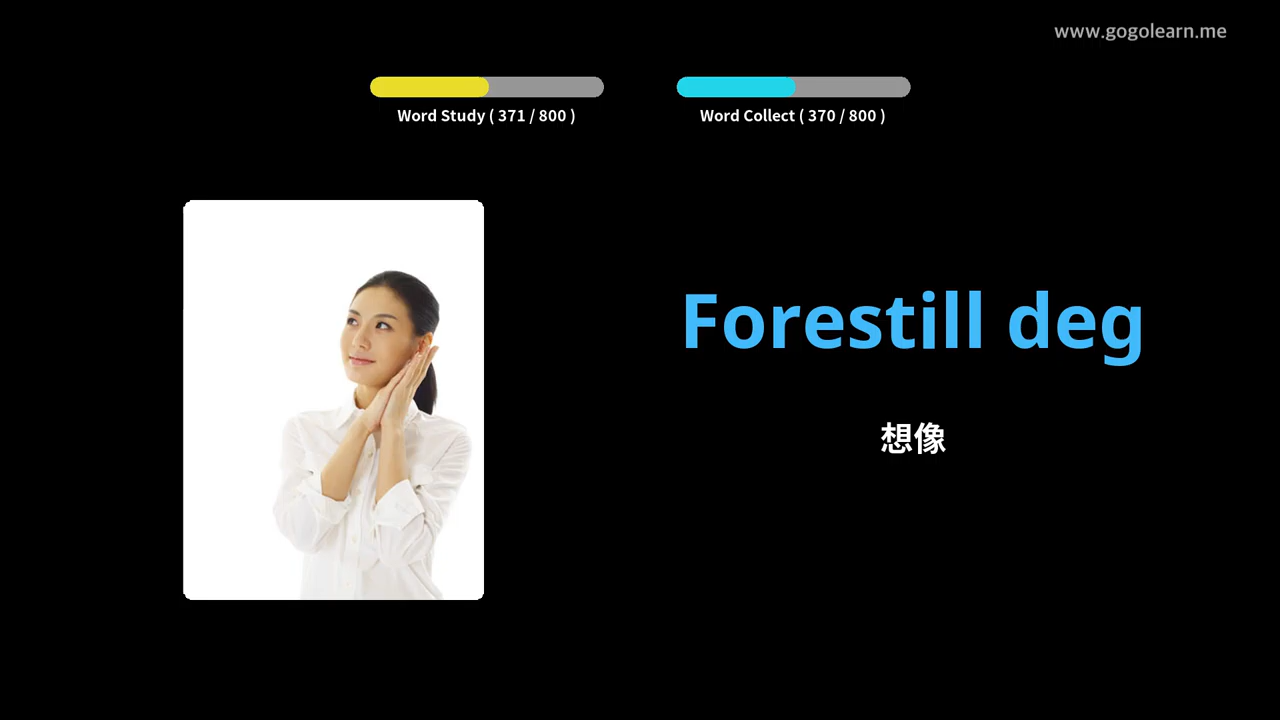 www.gogolearn.me
Word Study ( 371 / 800 )
Word Collect ( 370 / 800 )
Forestill deg
想像